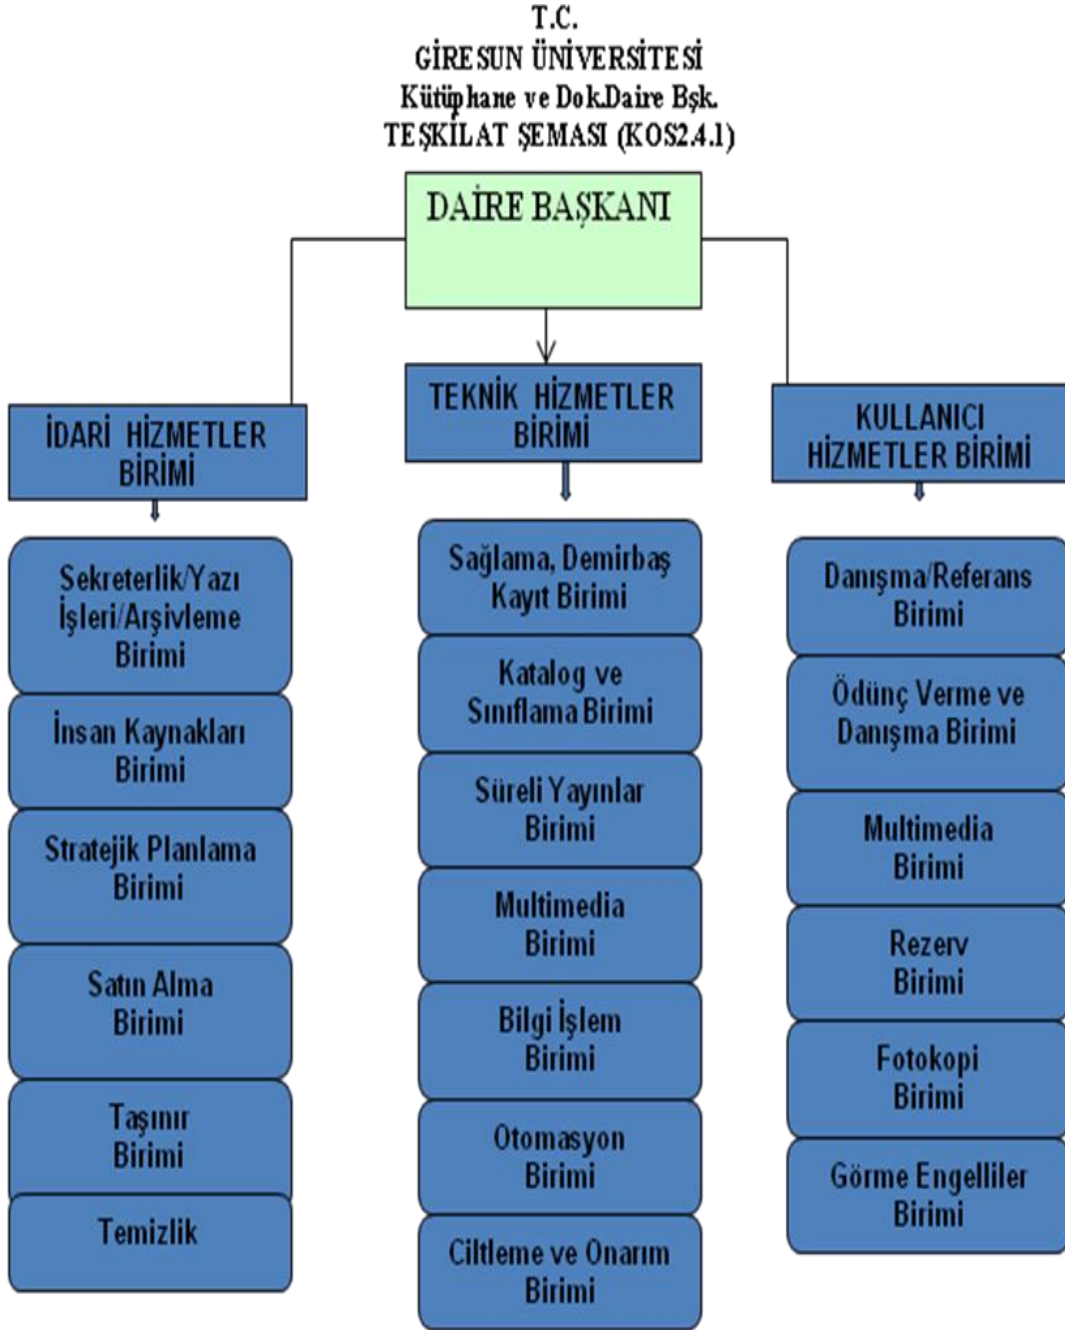 T.C.
GİRESUN ÜNİVERSİTESİ
Kütüphane ve Dok.Daire Bşk.
TEŞKİLAT ŞEMASI (KOS2.4.1)
DAİRE BAŞKANI
İDARİ HİZMETLER
BİRİMİ
Sekreterlik/Yazı
İşleri/Arşivleme
Birimi
İnsan Kaynakları
Birimi
Stratejik Planlama
Birimi
Satın Alma
Birimi
Taşınır
Birimi
Temizlik
TEKNİK HİZMETLER
BİRİMİ
Sağlama, Demirbaş
Kayıt Birimi
Katalog ve
Sınıflama Birimi
Süreli Yayınlar
Birimi
Multimedia
Birimi
Bilgi İşlem
Birimi
Otomasyon
Birimi
Ciltleme ve Onarım
Birimi
KULLANICI
HİZMETLER BİRİMİ
Danışma/Referans
Birimi
Ödünç Verme ve
Danışma Birimi
Multimedia
Birimi
Rezerv
Birimi
Fotokopi
Birimi
Görme Engelliler
Birimi